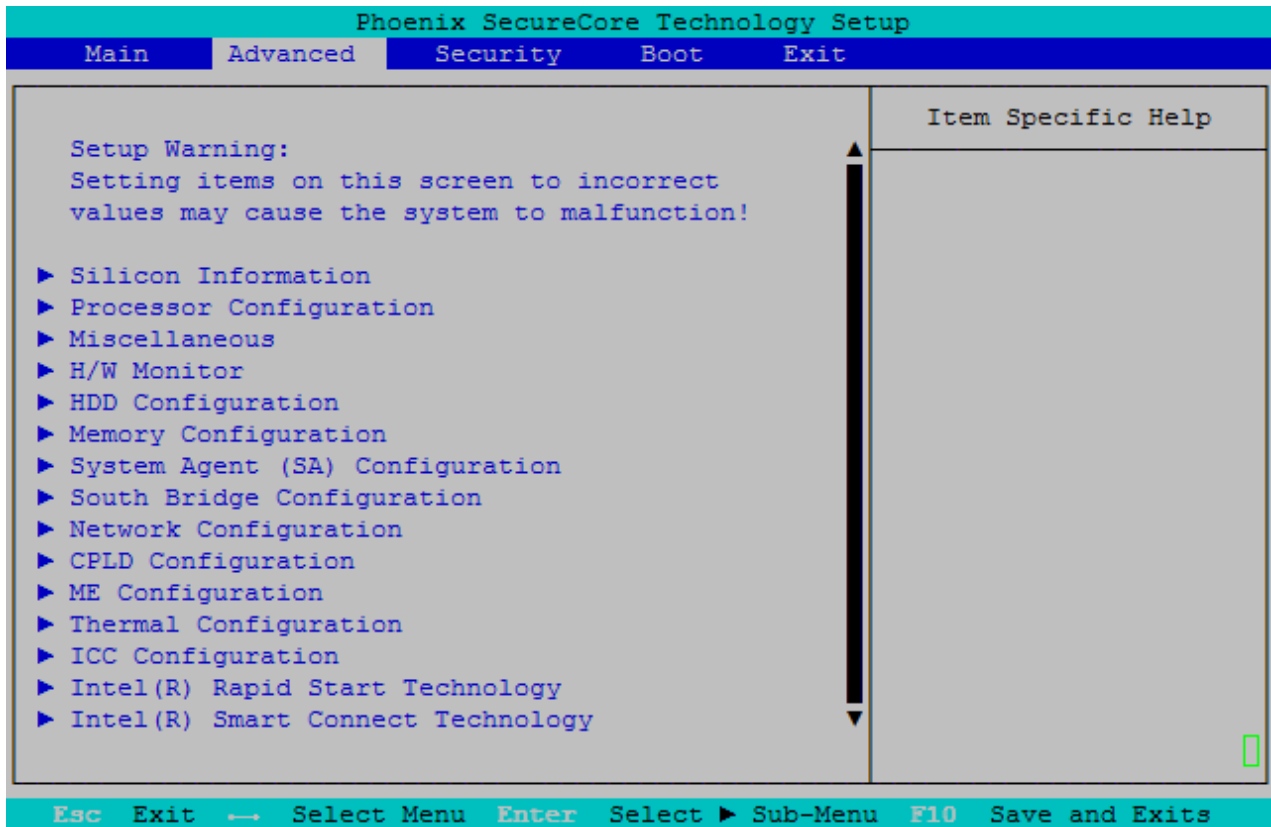 Phoenix SecureCore Technology Setup
Main Advanced Security Boot Exit
Item Specific Help
Setup Warning:
Setting items on this screen to incorrect
values may cause the system to malfunction!
► Silicon Information
► Processor Configuration
► Miscellaneous
► H/W Monitor
► HDD Configuration
► Memory Configuration
► System Agent (SA) Configuration
► South Bridge Configuration
► Network Configuration
► CPLD Configuration
► ME Configuration
► Thermal Configuration
► ICC Configuration
► Intel(R) Rapid Start Technology
► Intel(R) Smart Connect Technology
Esc Exit ←→ Select Menu Enter Select ► Sub-Menu F10 Save and Exits